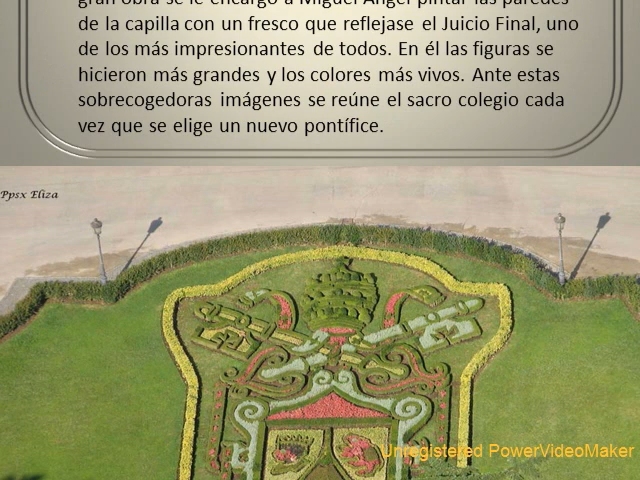 gran obra se le encargó a Miguel Ángel pintar las paredes
de la capilla con un fresco que reflejase el Juicio Final, uno
de los más impresionantes de todos. En él las figuras se
hicieron más grandes y los colores más vivos. Ante estas
sobrecogedoras imágenes se reúne el sacro colegio cada
vez que se elige un nuevo pontífice.
Ppsx Eliza
Unregistered PowerVideoMaker